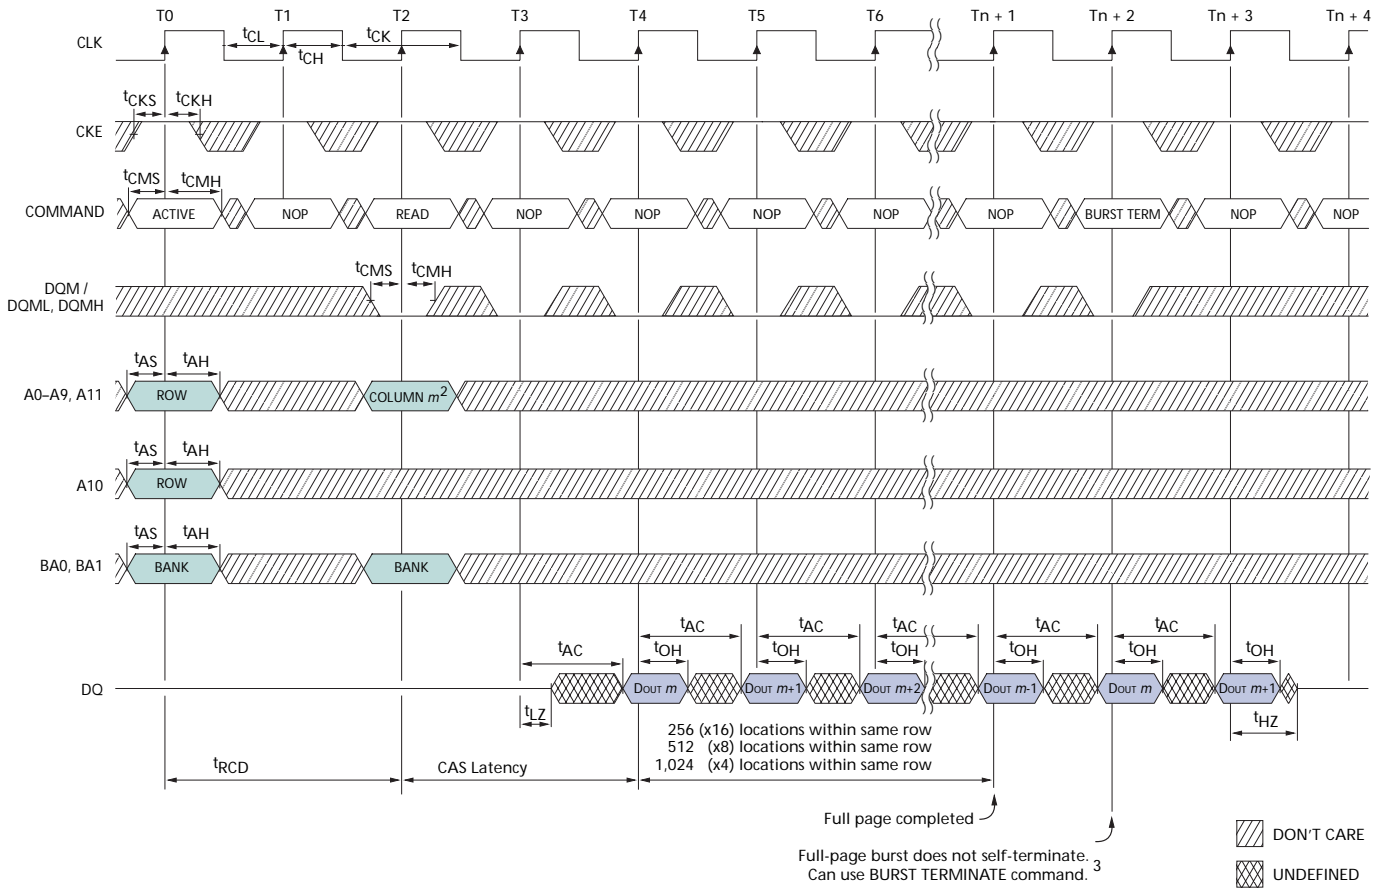 T0 T1 T2 T3 T4 T5 T6 Tn + 1 Tn + 2 Tn + 3 Tn + 4
CLK
tCL tCK
tCH
tCKS tCKH
CKE
tCMS tCMH
COMMAND ACTIVE NOP READ NOP NOP NOP NOP NOP BURST TERM NOP NOP
tCMS tCMH
DQM /
DQML, DQMH
tAS tAH
A0–A9, A11 ROW COLUMN m2
tAS tAH
A10 ROW
tAS tAH
BA0, BA1 BANK BANK
tAC tAC tAC tAC tAC tAC
tOH tOH tOH tOH tOH tOH
DQ DOUT m DOUT m+1 DOUT m+2 DOUT m-1 DOUT m DOUT m+1
tLZ tHZ
256 (x16) locations within same row
512 (x8) locations within same row
1,024 (x4) locations within same row
tRCD CAS Latency
Full page completed
Full-page burst does not self-terminate.
Can use BURST TERMINATE command. 3
DON'T CARE
UNDEFINED